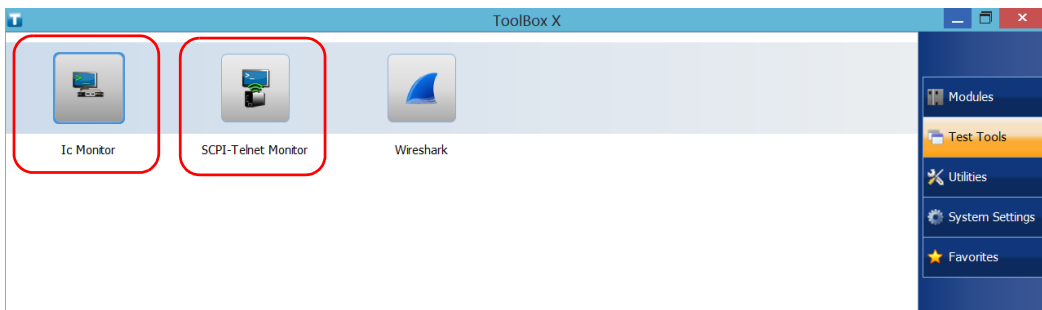 ToolBox X
Ic Monitor
SCPI-Telnet Monitor
Wireshark
Modules
Test Tools
Utilities
System Settings
Favorites